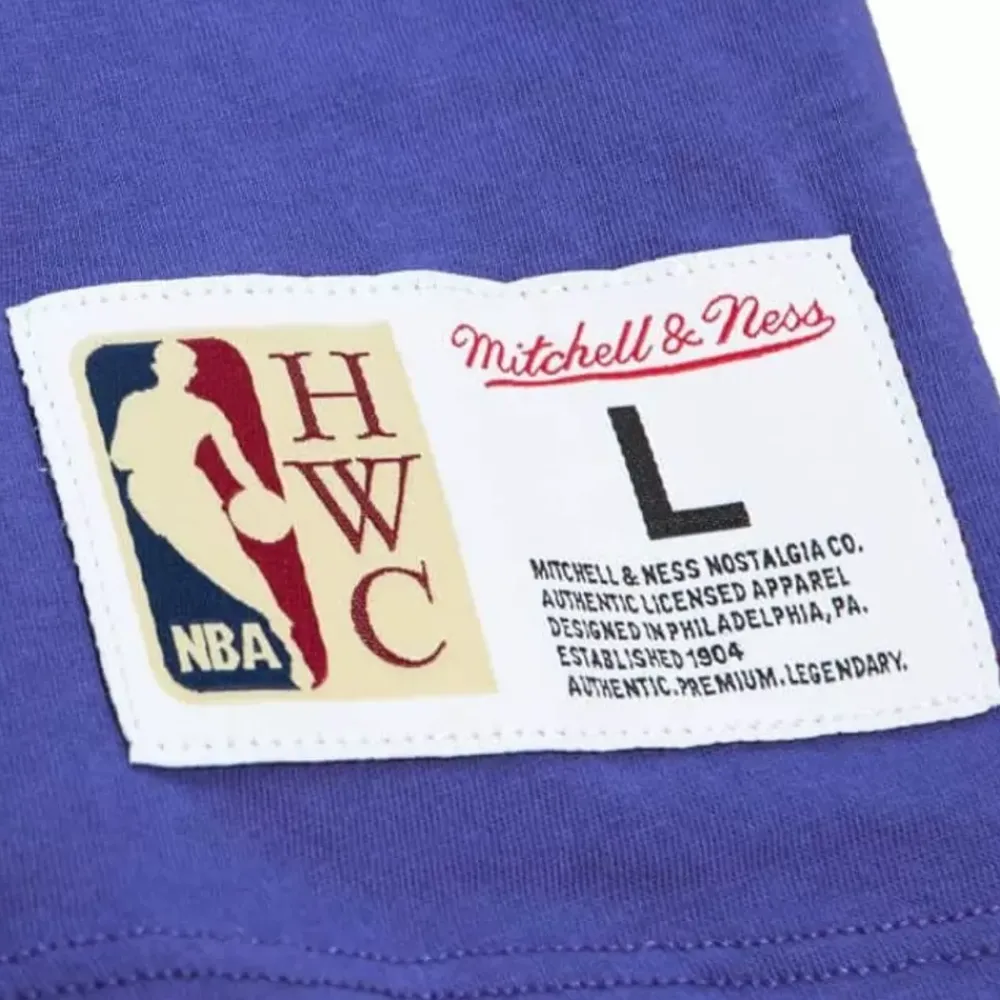 NBA
H
W
C
Mitchell & Ness
L
MITCHELL & NESS NOSTALGIA CO.
AUTHENTIC LICENSED APPAREL
DESIGNED IN PHILADELPHIA, PA.
ESTABLISHED 1904
AUTHENTIC. PREMIUM. LEGENDARY.